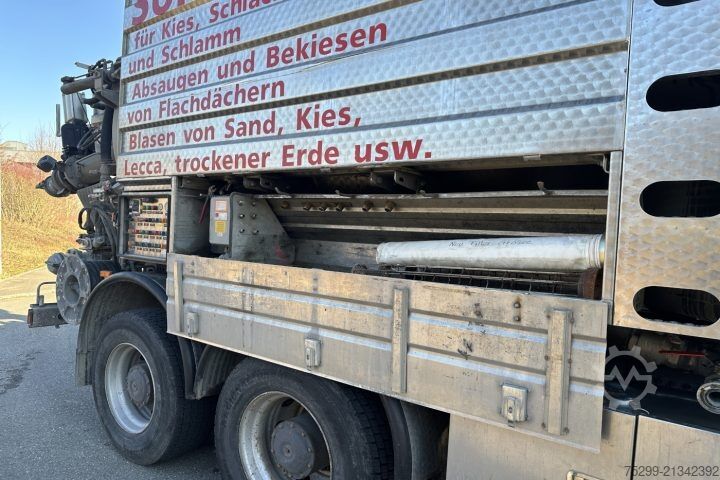 für Kies,
und Schlamm
Absaugen und Bekiesen
von Flachdächern
Blasen von Sand, Kies,
Lecca, trockener Erde usw.
75299-21342392